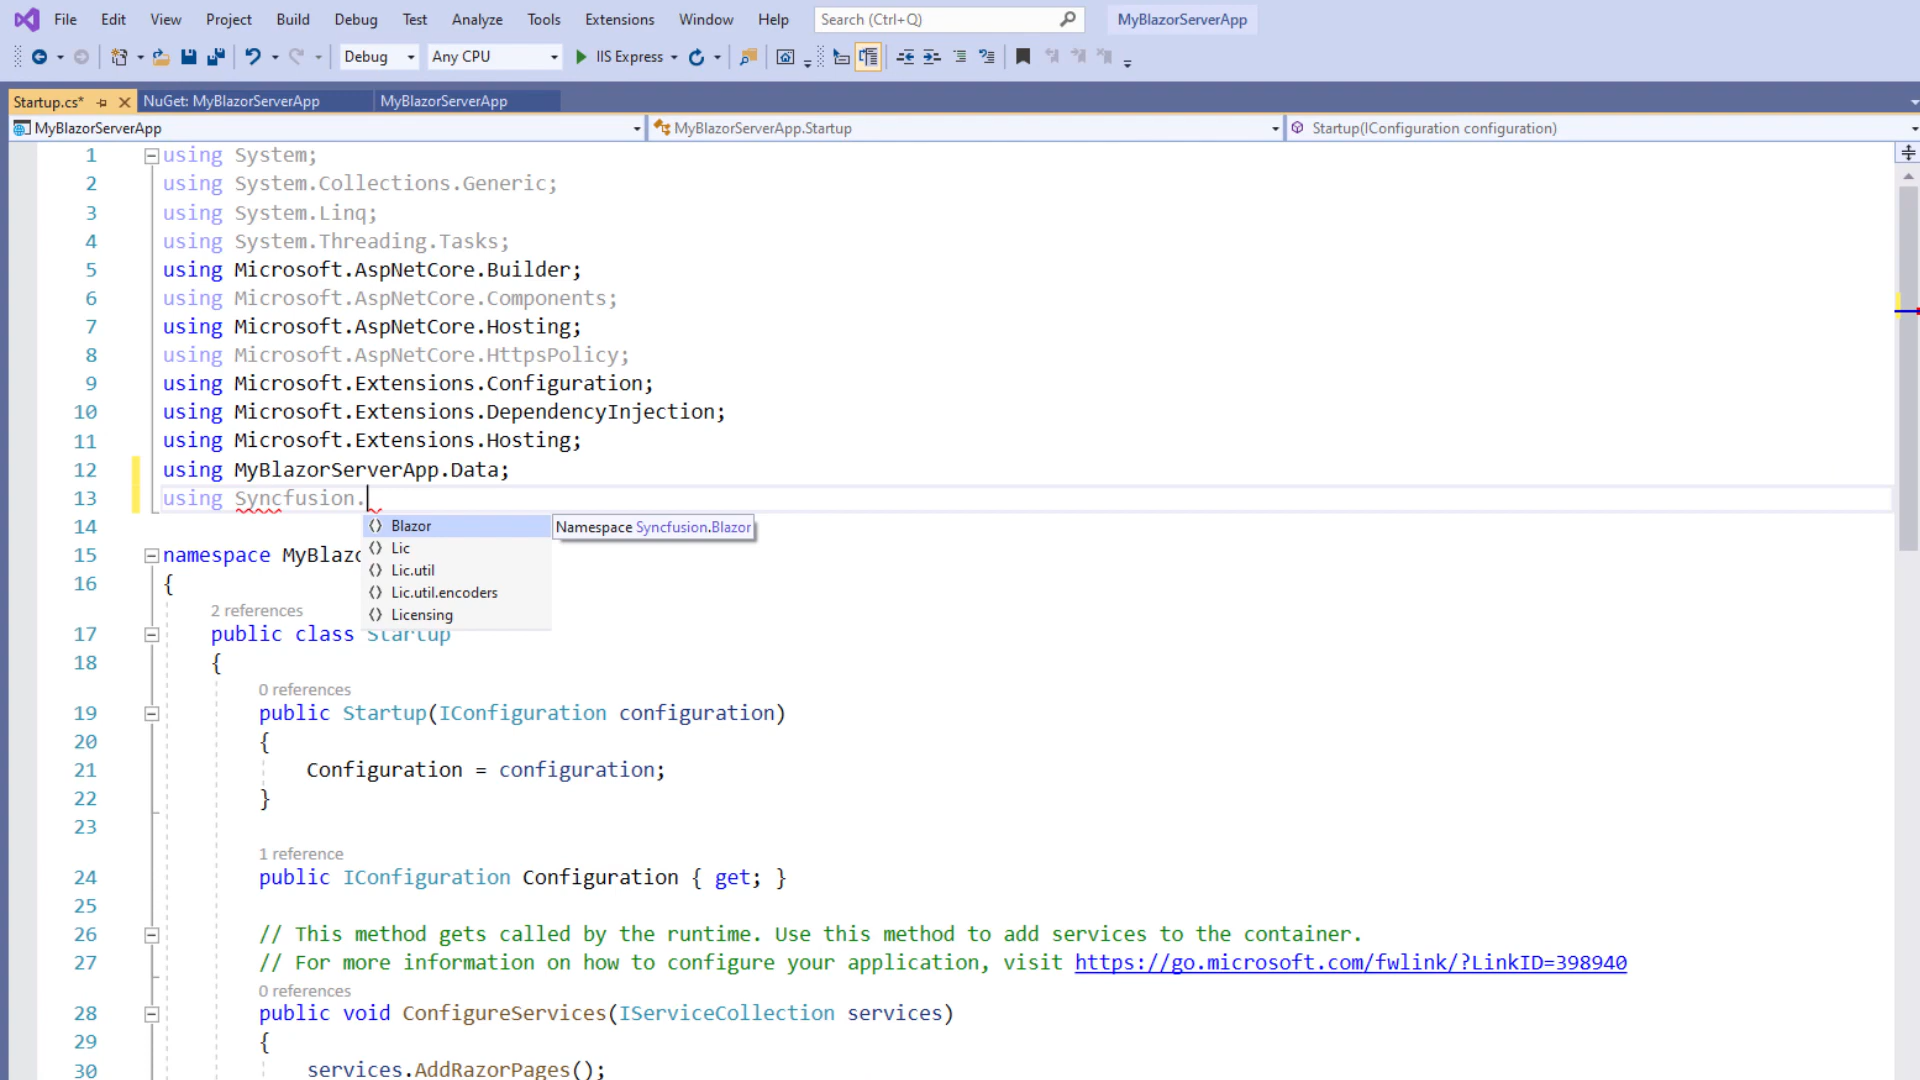 File Edit View Project Build Debug Test Analyze Tools Extensions Window Help Search (Ctrl+Q) MyBlazorServerApp
Debug Any CPU IIS Express
Startup.cs* NuGet: MyBlazorServerApp MyBlazorServerApp
MyBlazorServerApp MyBlazorServerApp.Startup Startup(IConfiguration configuration)
1 using System;
2 using System.Collections.Generic;
3 using System.Linq;
4 using System.Threading.Tasks;
5 using Microsoft.AspNetCore.Builder;
6 using Microsoft.AspNetCore.Components;
7 using Microsoft.AspNetCore.Hosting;
8 using Microsoft.AspNetCore.HttpsPolicy;
9 using Microsoft.Extensions.Configuration;
10 using Microsoft.Extensions.DependencyInjection;
11 using Microsoft.Extensions.Hosting;
12 using MyBlazorServerApp.Data;
13 using Syncfusion.
14
Blazor Namespace Syncfusion.Blazor
Lic
15 namespace MyBlazo
Lic.util
16 {
Lic.util.encoders
2 references
Licensing
17 public class Startup
18 {
0 references
19 public Startup(IConfiguration configuration)
20 {
21 Configuration = configuration;
22 }
23
1 reference
24 public IConfiguration Configuration { get; }
25
26 // This method gets called by the runtime. Use this method to add services to the container.
27 // For more information on how to configure your application, visit https://go.microsoft.com/fwlink/?LinkID=398940
0 references
28 public void ConfigureServices(IServiceCollection services)
29 {
30 services.AddRazorPages();